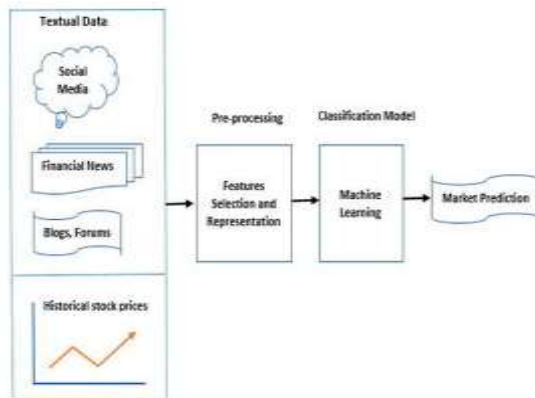 Textual Data
Social
Media
Financial News
Blogs, Forums
Historical stock prices
Pre-processing
Features
Selection and
Representation
Classification Model
Machine
Learning
Market Prediction